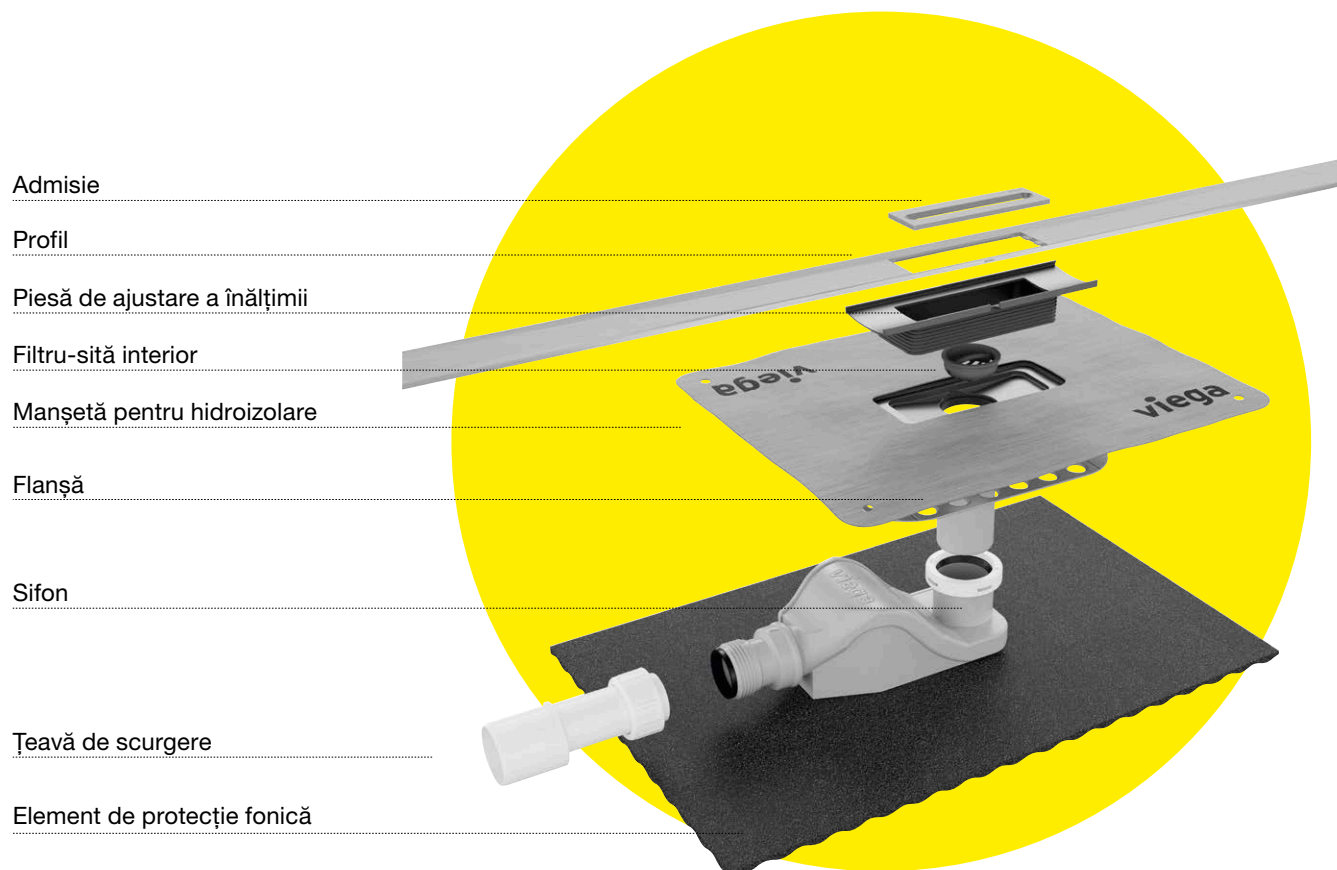 Admisie
Profil
Piesă de ajustare a înălțimii
Filtru-sită interior
Manșetă pentru hidroizolare
Flanșă
Sifon
Țeavă de scurgere
Element de protecție fonică
viega
viega
viega